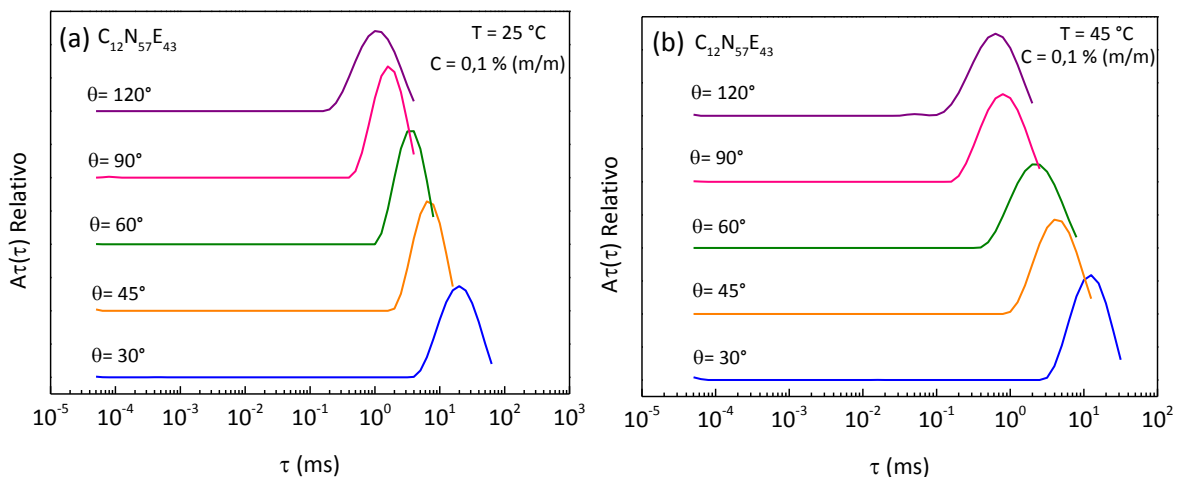 (a) C₁₂N₅₇E₄₃
T = 25 °C
C = 0,1 % (m/m)
θ= 120°
θ= 90°
θ= 60°
θ= 45°
θ= 30°
Aτ(τ) Relativo
10⁻⁵ 10⁻⁴ 10⁻³ 10⁻² 10⁻¹ 10⁰ 10¹ 10² 10³
τ (ms)
(b) C₁₂N₅₇E₄₃
T = 45 °C
C = 0,1 % (m/m)
θ= 120°
θ= 90°
θ= 60°
θ= 45°
θ= 30°
Aτ(τ) Relativo
10⁻⁵ 10⁻⁴ 10⁻³ 10⁻² 10⁻¹ 10⁰ 10¹ 10²
τ (ms)